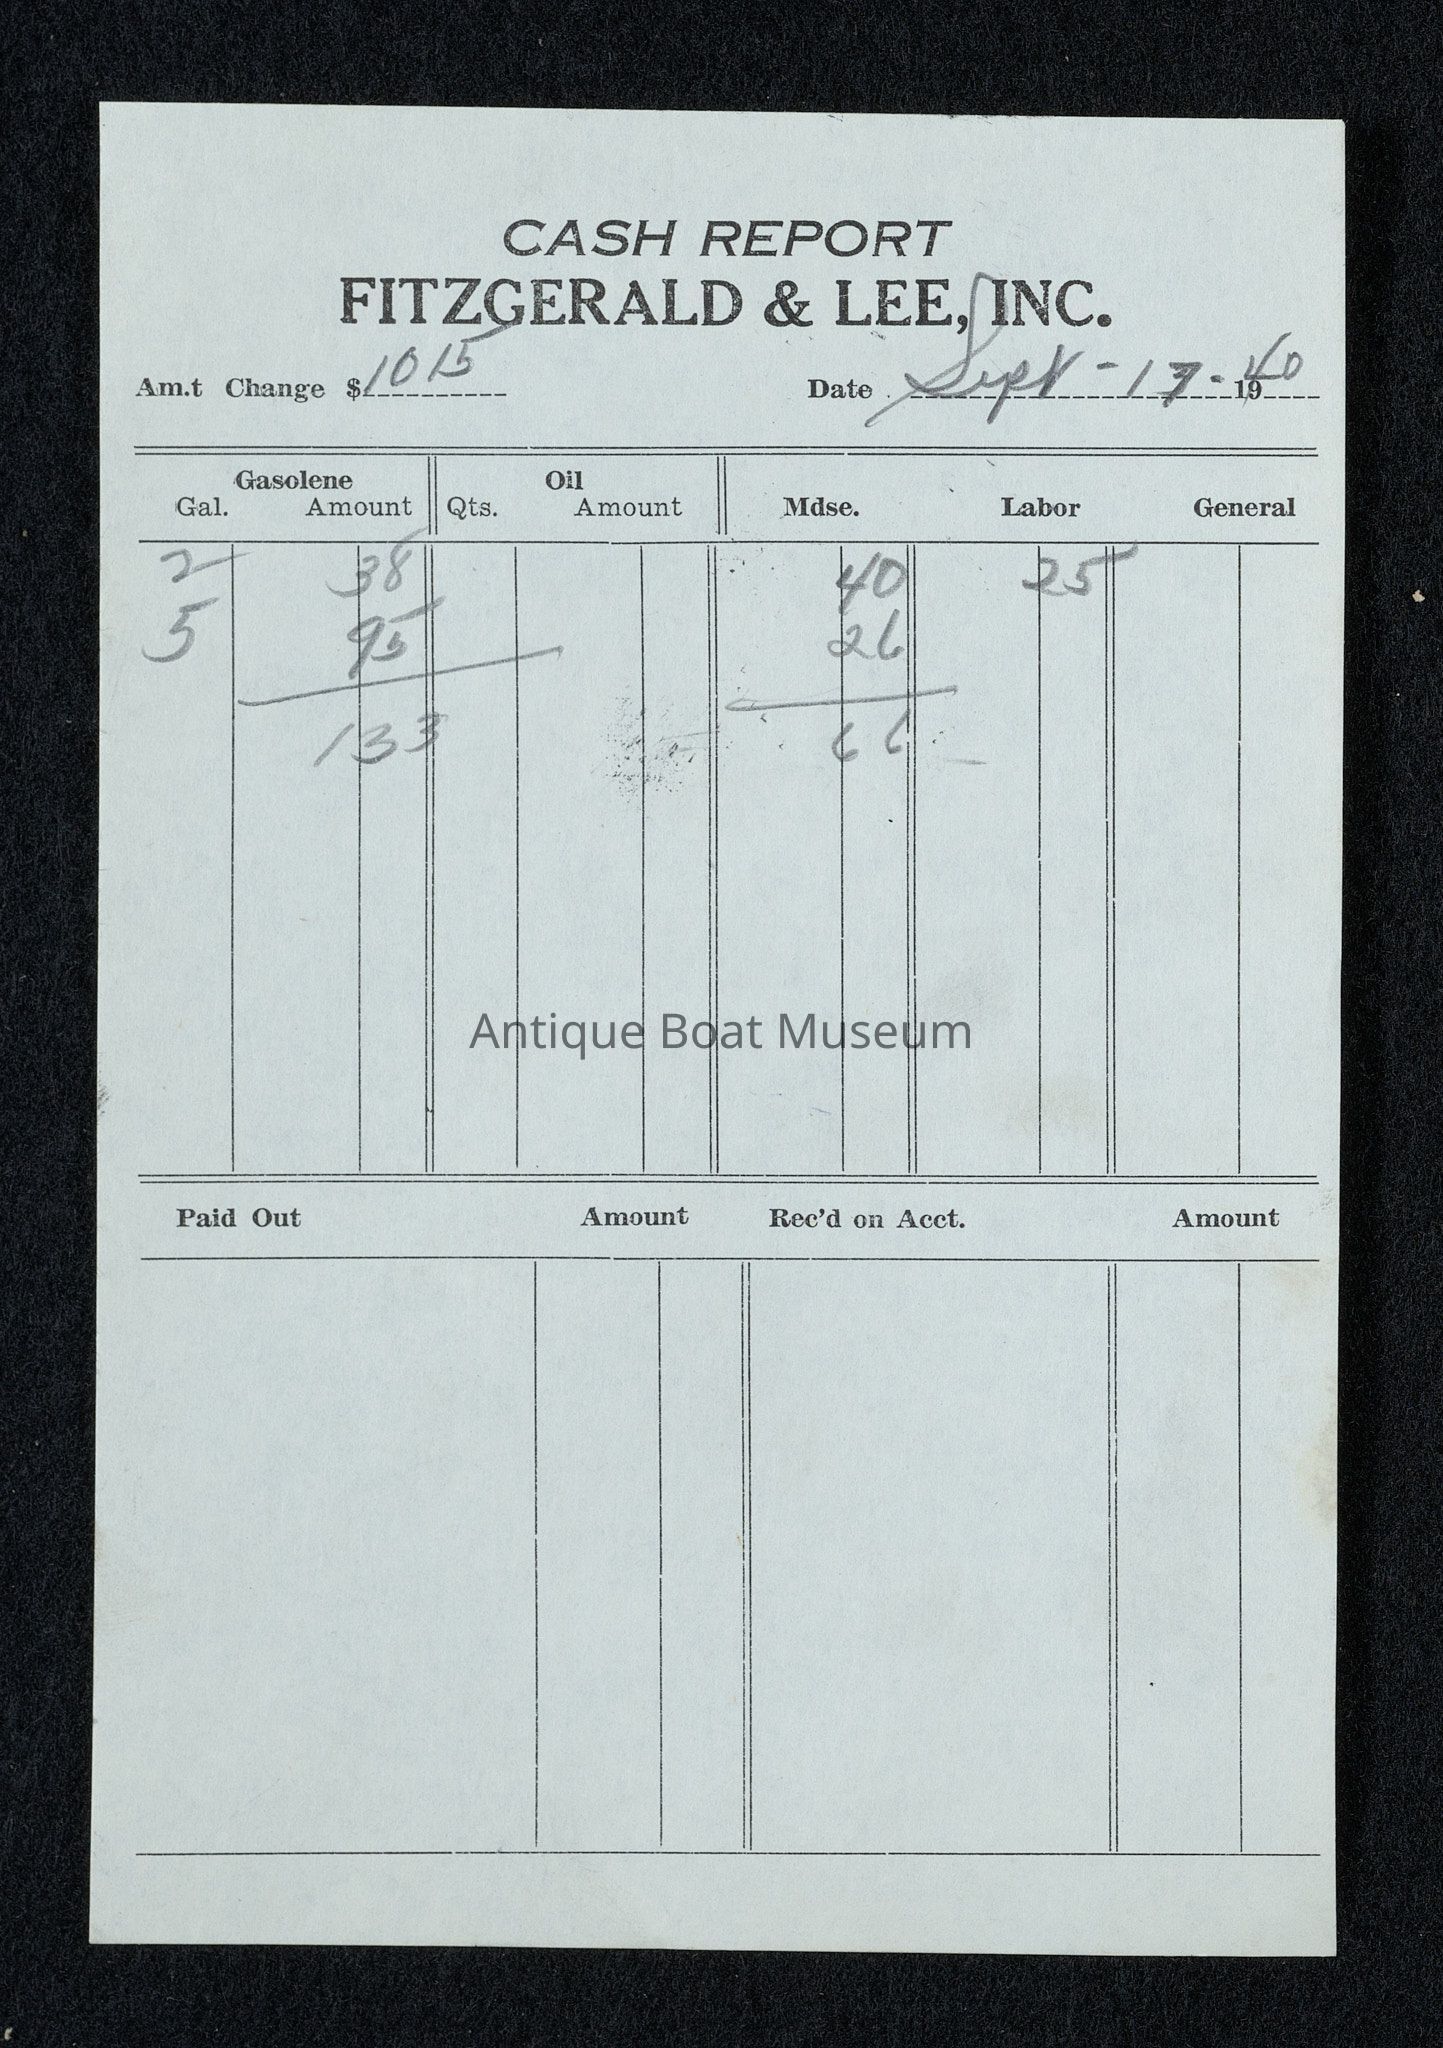 CASH REPORT
FITZGERALD & LEE, INC.
Am.t Change $ 10 15 Date Sept - 17 - 1940
Gasolene Oil
Gal. Amount Qts. Amount Mdse. Labor General
2 38 40 25
5 95 26
133 66
Antique Boat Museum
Paid Out Amount Rec'd on Acct. Amount